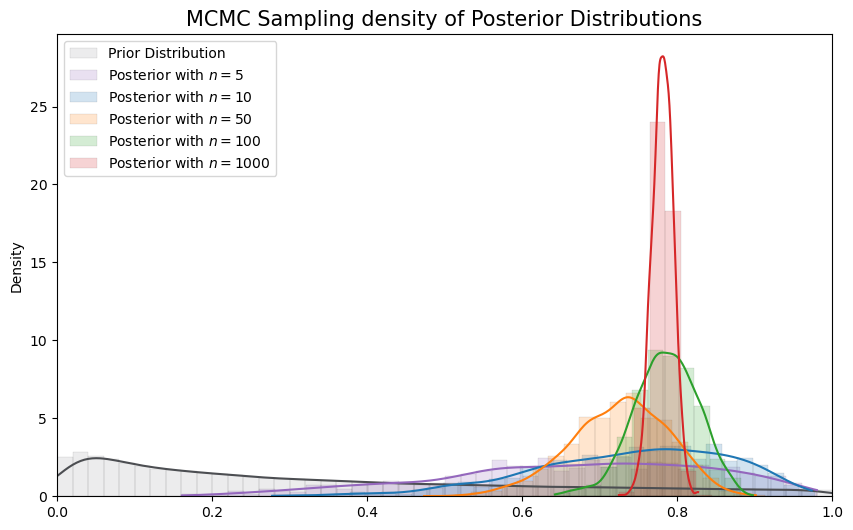 MCMC Sampling density of Posterior Distributions
Prior Distribution
Posterior with n = 5
Posterior with n = 10
Posterior with n = 50
Posterior with n = 100
Posterior with n = 1000
Density
25
20
15
10
5
0
0.0 0.2 0.4 0.6 0.8 1.0